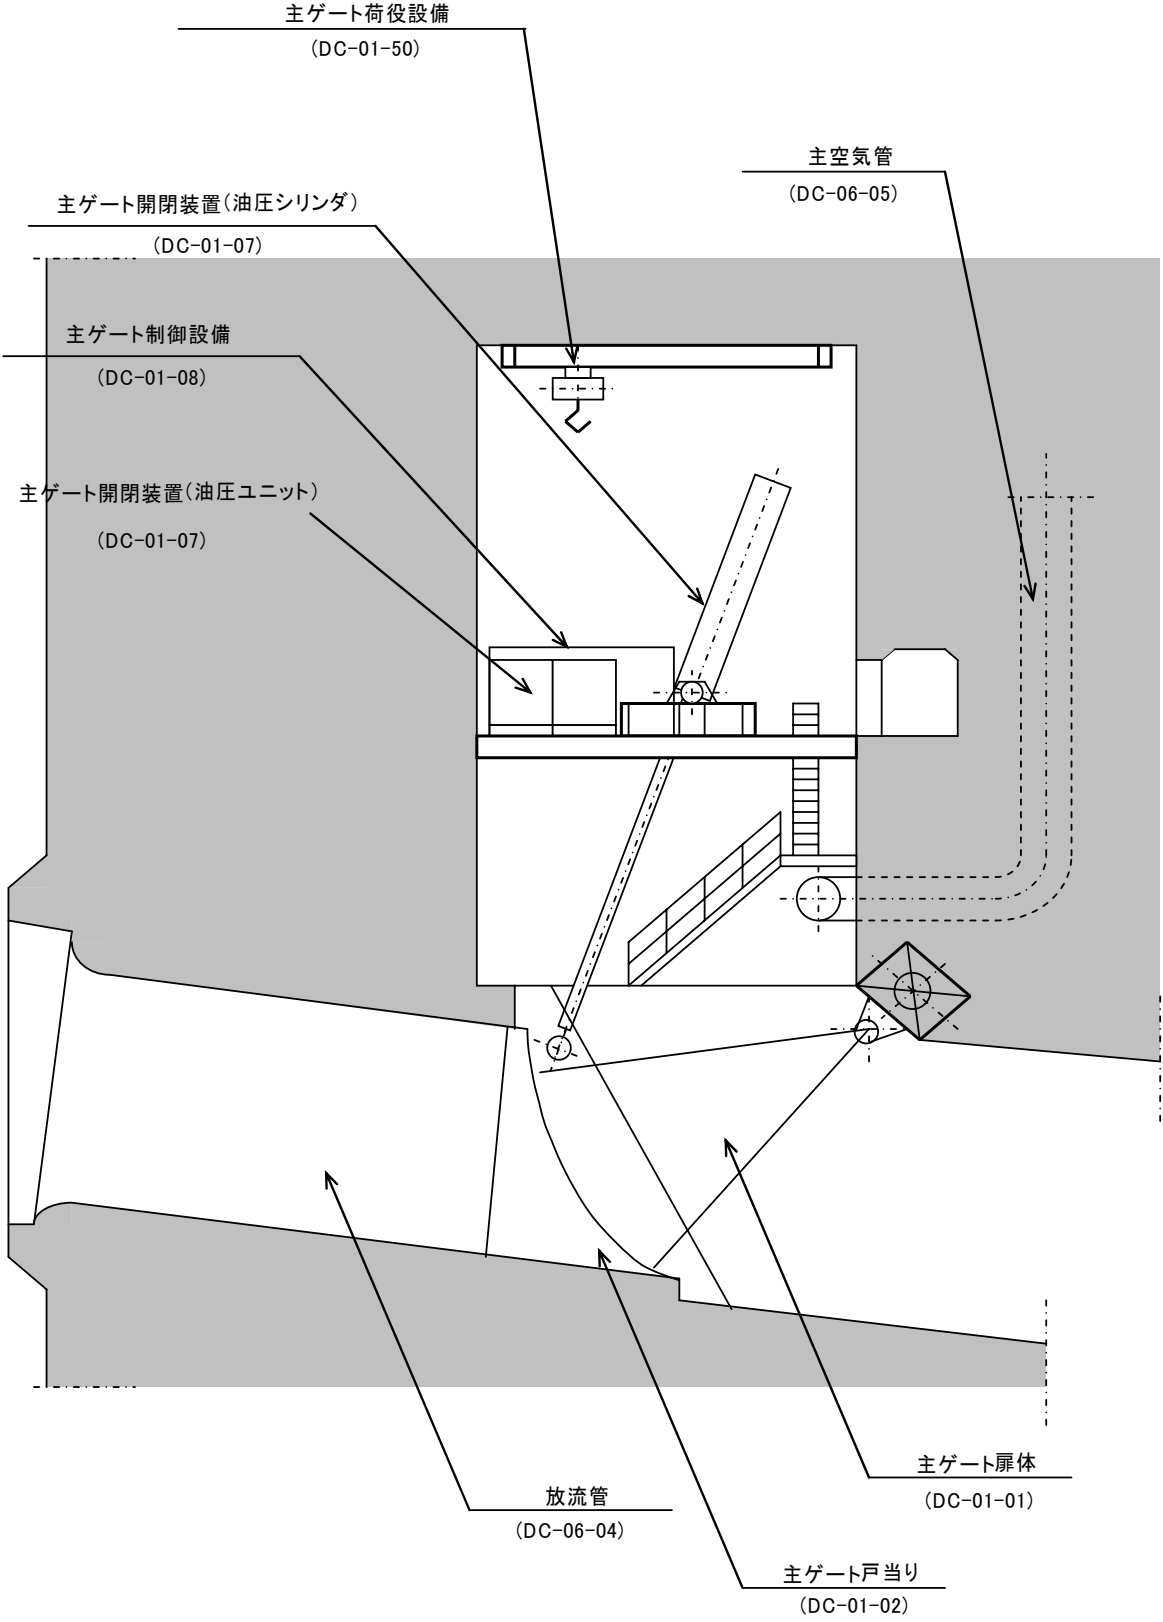 主ゲート荷役設備
(DC-01-50)
主空気管
(DC-06-05)
主ゲート開閉装置(油圧シリンダ)
(DC-01-07)
主ゲート制御設備
(DC-01-08)
主ゲート開閉装置(油圧ユニット)
(DC-01-07)
主ゲート扉体
(DC-01-01)
放流管
(DC-06-04)
主ゲート戸当り
(DC-01-02)